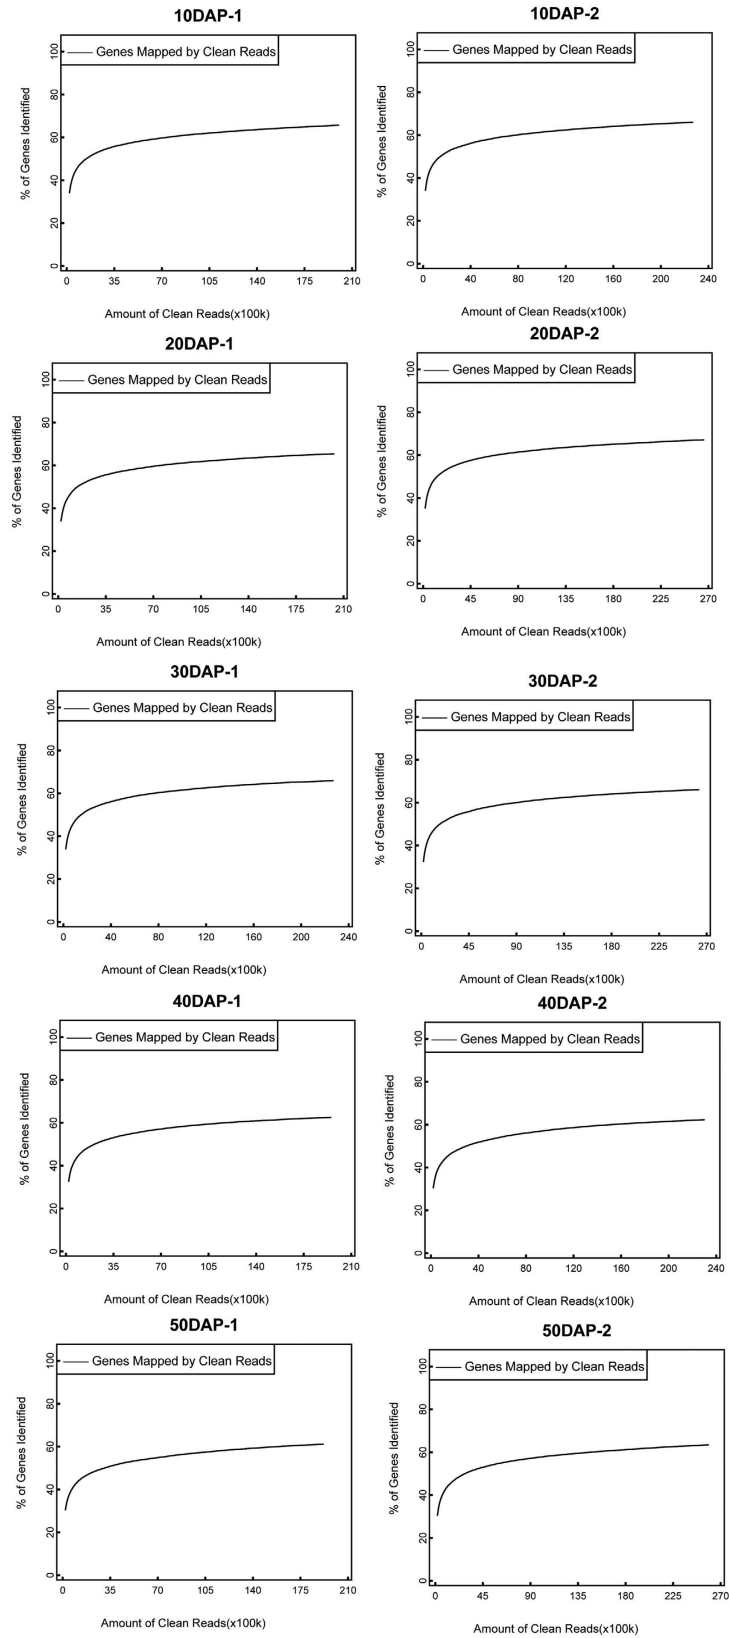 10DAP-1
Genes Mapped by Clean Reads
100
80
60
40
20
0
% of Genes Identified
0 35 70 105 140 175 210
Amount of Clean Reads(x100k)
10DAP-2
Genes Mapped by Clean Reads
100
80
60
40
20
0
% of Genes Identified
0 40 80 120 160 200 240
Amount of Clean Reads(x100k)
20DAP-1
Genes Mapped by Clean Reads
100
80
60
40
20
0
% of Genes Identified
0 35 70 105 140 175 210
Amount of Clean Reads(x100k)
20DAP-2
Genes Mapped by Clean Reads
100
80
60
40
20
0
% of Genes Identified
0 45 90 135 180 225 270
Amount of Clean Reads(x100k)
30DAP-1
Genes Mapped by Clean Reads
100
80
60
40
20
0
% of Genes Identified
0 40 80 120 160 200 240
Amount of Clean Reads(x100k)
30DAP-2
Genes Mapped by Clean Reads
100
80
60
40
20
0
% of Genes Identified
0 45 90 135 180 225 270
Amount of Clean Reads(x100k)
40DAP-1
Genes Mapped by Clean Reads
100
80
60
40
20
0
% of Genes Identified
0 35 70 105 140 175 210
Amount of Clean Reads(x100k)
40DAP-2
Genes Mapped by Clean Reads
100
80
60
40
20
0
% of Genes Identified
0 40 80 120 160 200 240
Amount of Clean Reads(x100k)
50DAP-1
Genes Mapped by Clean Reads
100
80
60
40
20
0
% of Genes Identified
0 35 70 105 140 175 210
Amount of Clean Reads(x100k)
50DAP-2
Genes Mapped by Clean Reads
100
80
60
40
20
0
% of Genes Identified
0 45 90 135 180 225 270
Amount of Clean Reads(x100k)